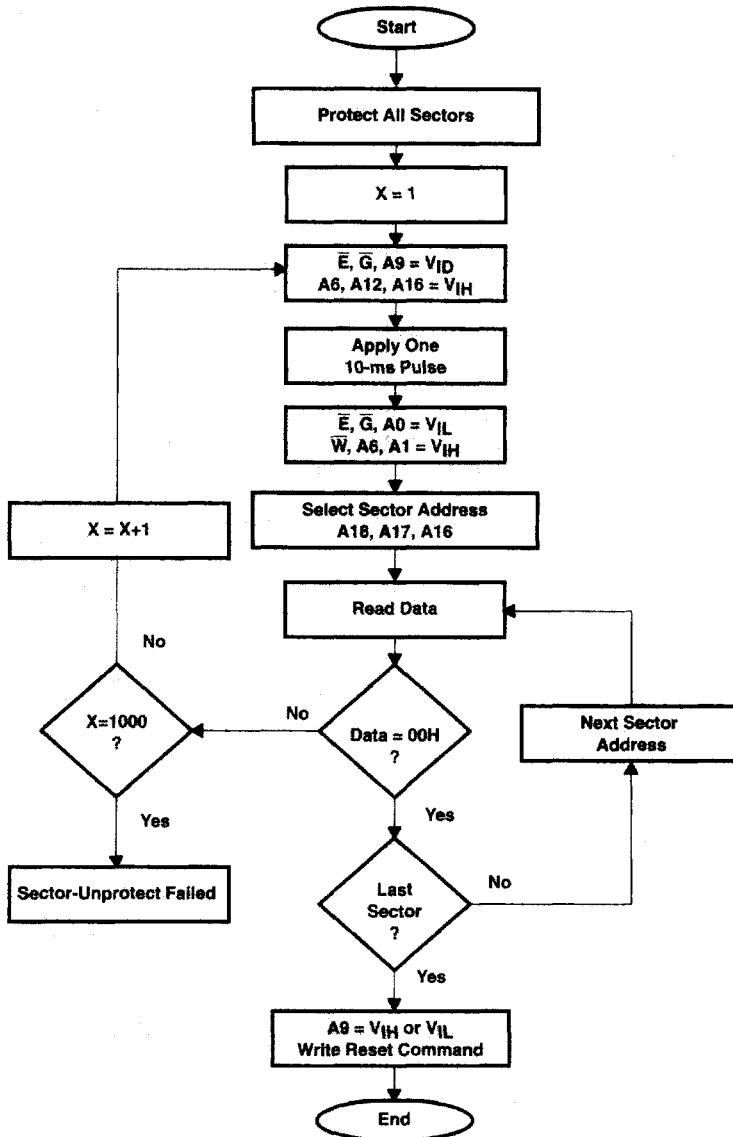 Start
Protect All Sectors
X = 1
E̅, G̅, A9 = VID
A6, A12, A16 = VIH
Apply One
10-ms Pulse
E̅, G̅, A0 = VIL
W̅, A6, A1 = VIH
Select Sector Address
A18, A17, A16
X = X+1
Read Data
No
X=1000
?
No
Data = 00H
?
Next Sector
Address
Yes
Yes
Sector-Unprotect Failed
Last
Sector
?
No
Yes
A9 = VIH or VIL
Write Reset Command
End